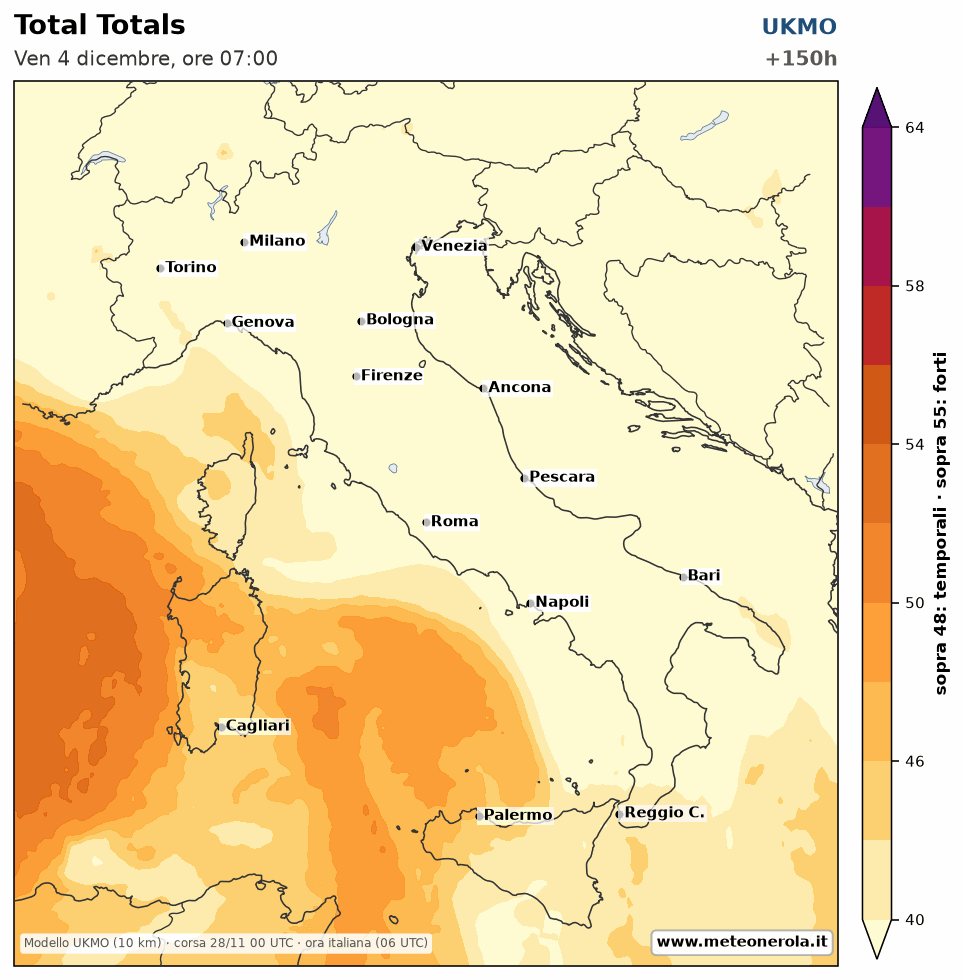 Total Totals
UKMO
Ven 4 dicembre, ore 07:00
+150h
Milano
Venezia
Torino
Genova
Bologna
Firenze
Ancona
Pescara
Roma
Bari
Napoli
Cagliari
Palermo
Reggio C.
64
58
54
50
46
40
sopra 48: temporali · sopra 55: forti
Modello UKMO (10 km) · corsa 28/11 00 UTC · ora italiana (06 UTC)
www.meteonerola.it